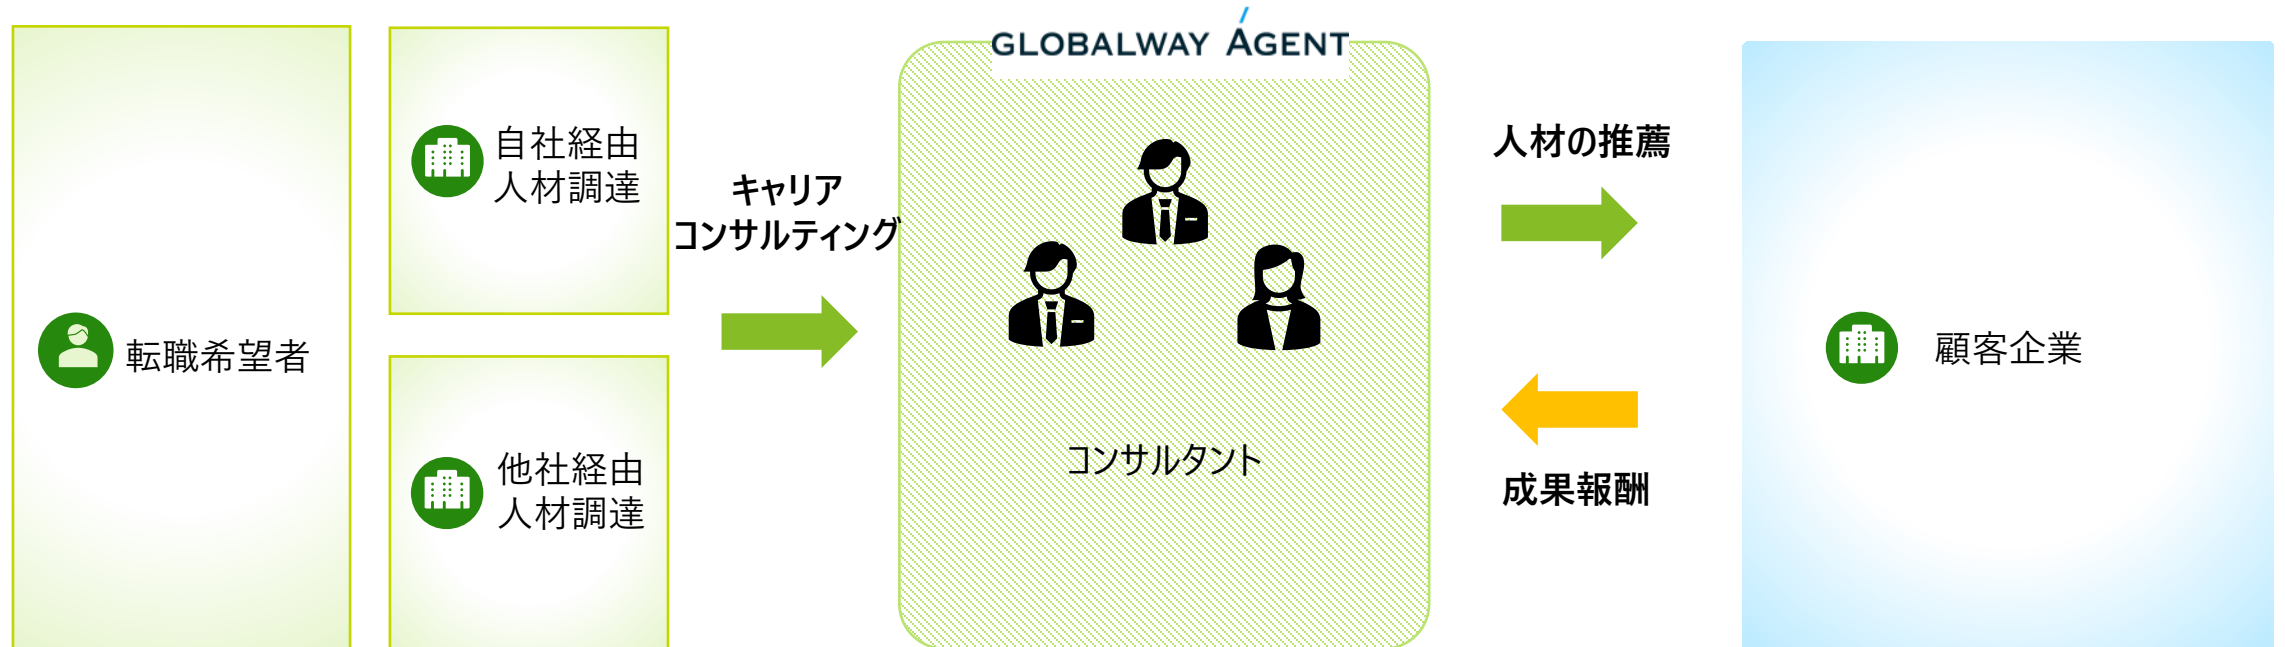 転職希望者
自社経由
人材調達
他社経由
人材調達
キャリア
コンサルティング
GLOBALWAY AGENT
コンサルタント
人材の推薦
成果報酬
顧客企業